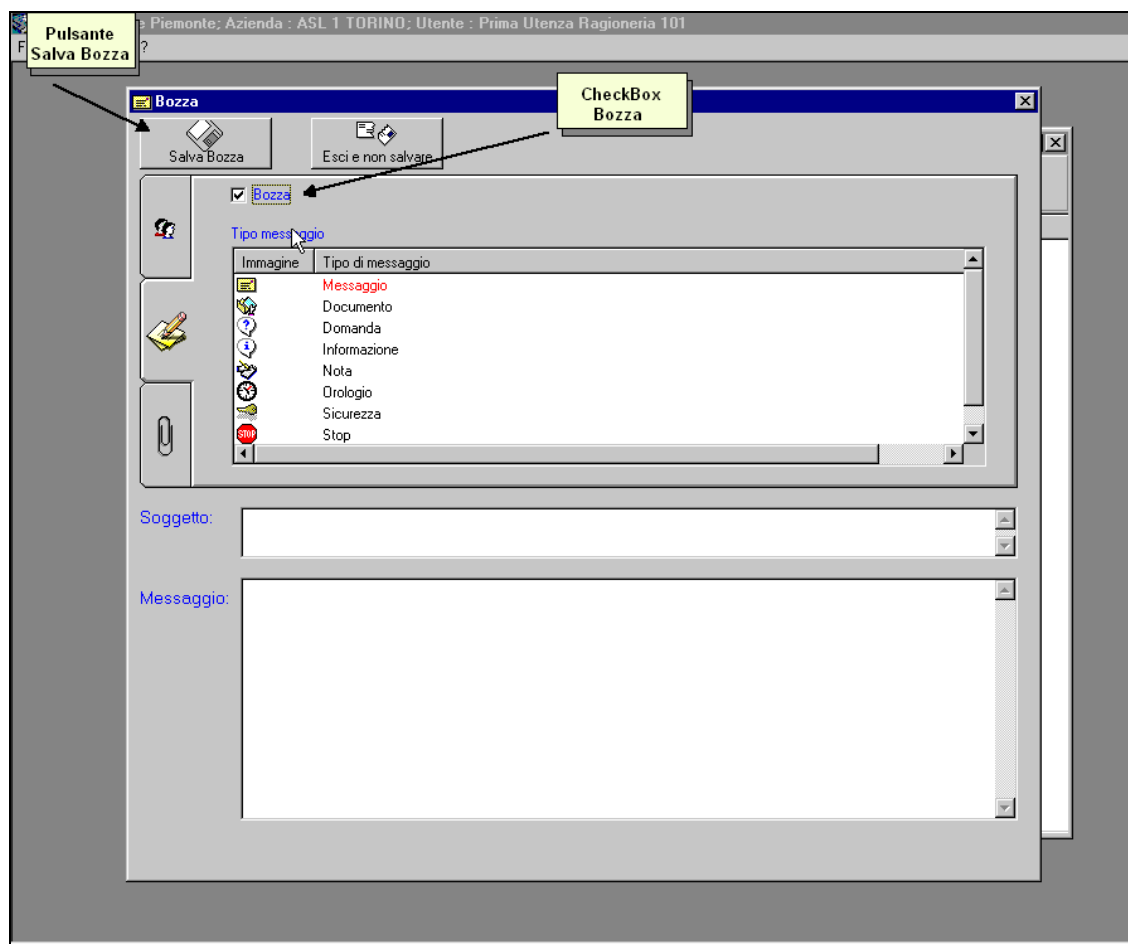 Pulsante
Salva Bozza
e Piemonte; Azienda : ASL 1 TORINO; Utente : Prima Utenza Ragioneria 101
F
?
CheckBox
Bozza
Bozza
Salva Bozza
Esci e non salvare
Bozza
Tipo messaggio
Immagine Tipo di messaggio
Messaggio
Documento
Domanda
Informazione
Nota
Orologio
Sicurezza
STOP Stop
Soggetto:
Messaggio: